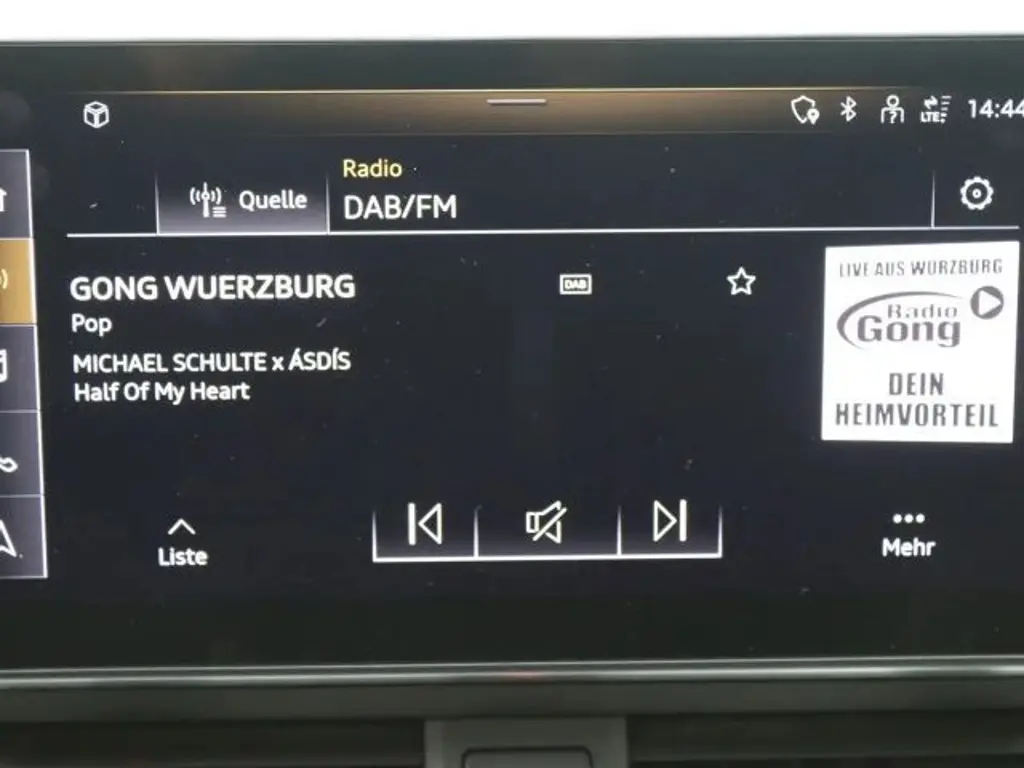 LTE
14:44
Quelle
Radio
DAB/FM
GONG WUERZBURG
DAB
Pop
MICHAEL SCHULTE x ÁSDÍS
Half Of My Heart
LIVE AUS WÜRZBURG
Radio
Gong
DEIN
HEIMVORTEIL
Liste
Mehr